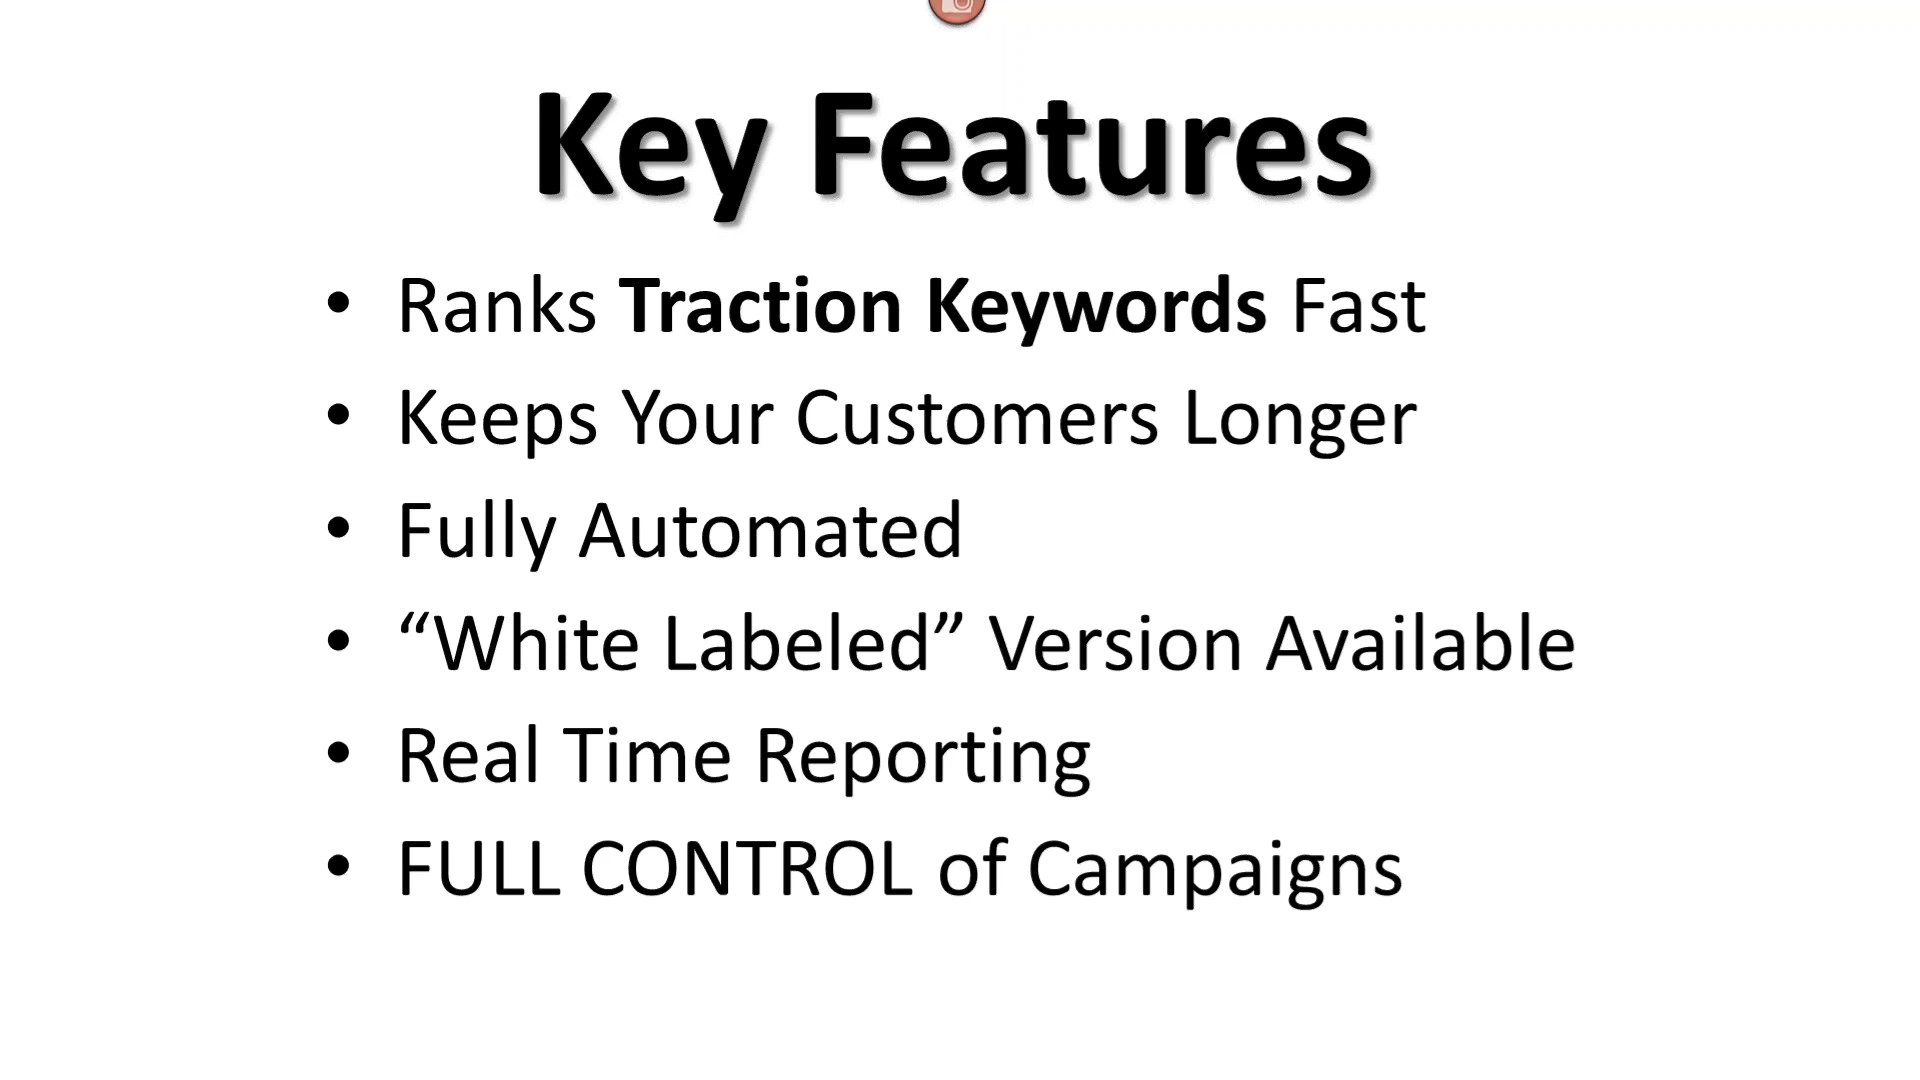 Key Features
• Ranks Traction Keywords Fast
• Keeps Your Customers Longer
• Fully Automated
• “White Labeled” Version Available
• Real Time Reporting
• FULL CONTROL of Campaigns